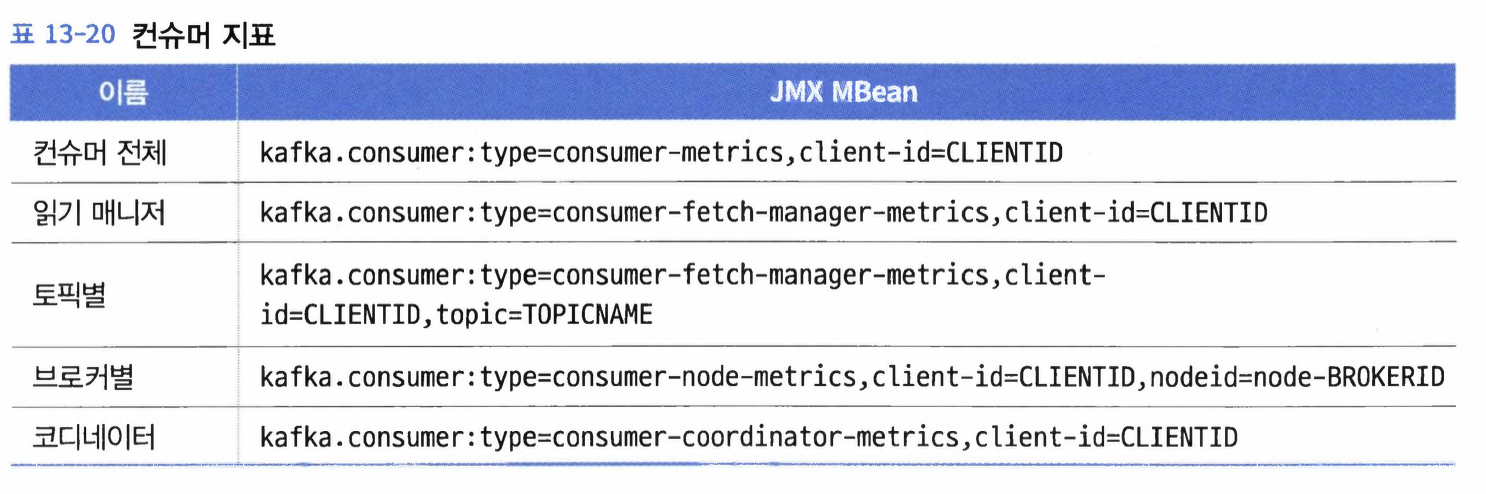 표 13-20 컨슈머 지표
이름 JMX MBean
컨슈머 전체 kafka.consumer:type=consumer-metrics,client-id=CLIENTID
읽기 매니저 kafka.consumer:type=consumer-fetch-manager-metrics,client-id=CLIENTID
토픽별 kafka.consumer:type=consumer-fetch-manager-metrics,client-
id=CLIENTID,topic=TOPICNAME
브로커별 kafka.consumer:type=consumer-node-metrics,client-id=CLIENTID,nodeid=node-BROKERID
코디네이터 kafka.consumer:type=consumer-coordinator-metrics,client-id=CLIENTID